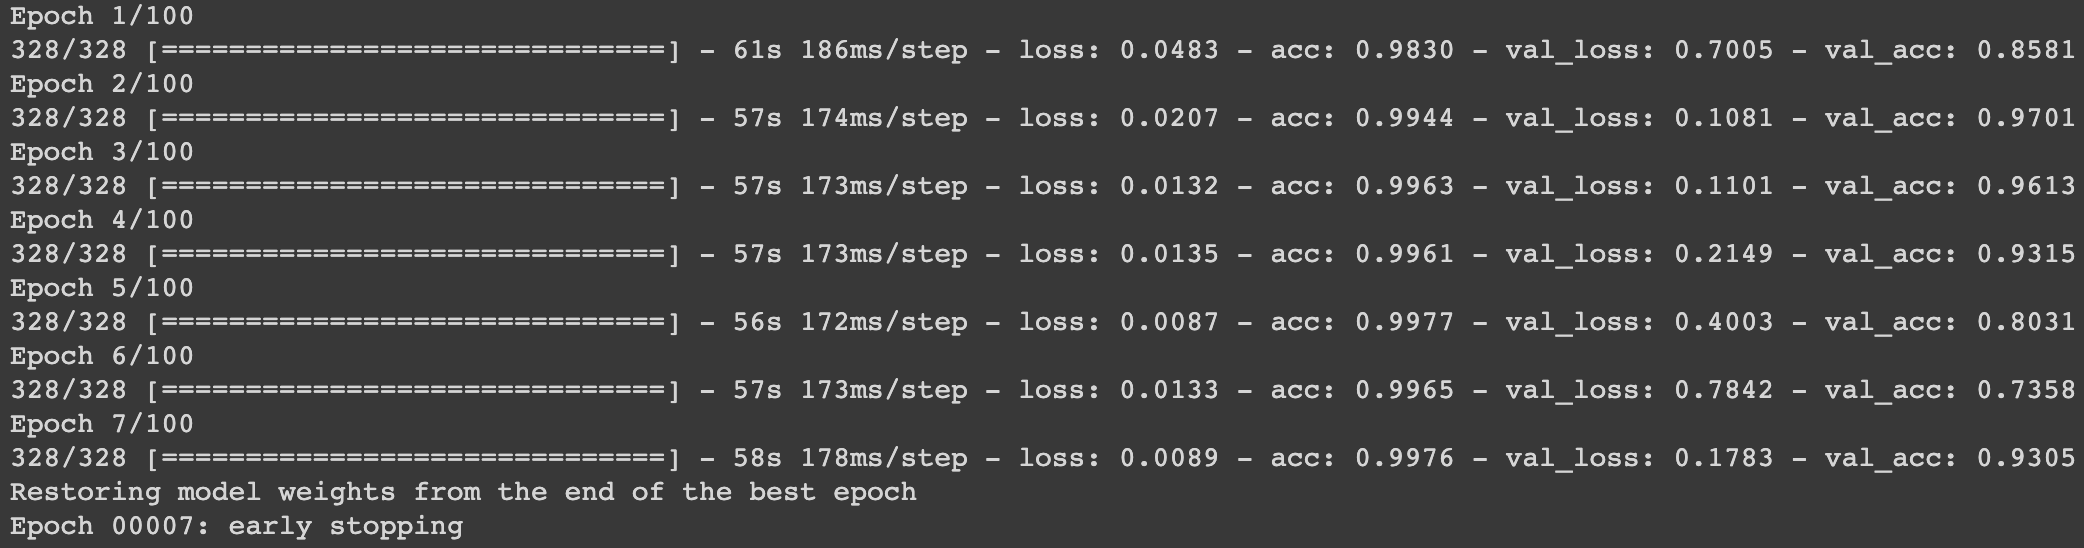 Epoch 1/100
328/328 [==============================] - 61s 186ms/step - loss: 0.0483 - acc: 0.9830 - val_loss: 0.7005 - val_acc: 0.8581
Epoch 2/100
328/328 [==============================] - 57s 174ms/step - loss: 0.0207 - acc: 0.9944 - val_loss: 0.1081 - val_acc: 0.9701
Epoch 3/100
328/328 [==============================] - 57s 173ms/step - loss: 0.0132 - acc: 0.9963 - val_loss: 0.1101 - val_acc: 0.9613
Epoch 4/100
328/328 [==============================] - 57s 173ms/step - loss: 0.0135 - acc: 0.9961 - val_loss: 0.2149 - val_acc: 0.9315
Epoch 5/100
328/328 [==============================] - 56s 172ms/step - loss: 0.0087 - acc: 0.9977 - val_loss: 0.4003 - val_acc: 0.8031
Epoch 6/100
328/328 [==============================] - 57s 173ms/step - loss: 0.0133 - acc: 0.9965 - val_loss: 0.7842 - val_acc: 0.7358
Epoch 7/100
328/328 [==============================] - 58s 178ms/step - loss: 0.0089 - acc: 0.9976 - val_loss: 0.1783 - val_acc: 0.9305
Restoring model weights from the end of the best epoch
Epoch 00007: early stopping